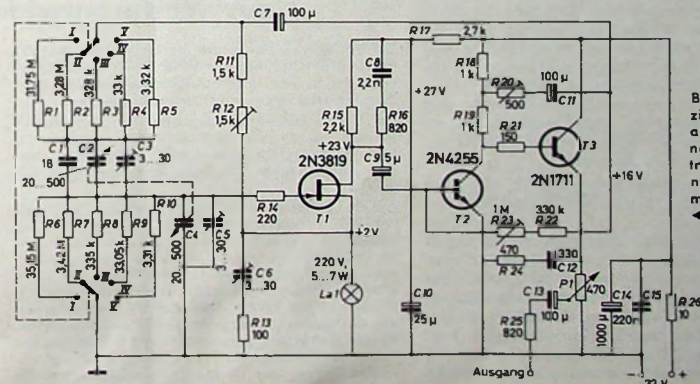 C7 100 µ
I
II
III
IV
V
31,75 M
3,28 M
328 k
33 k
3,32 k
R1
R2
R3
R4
R5
R11
1,5 k
R12
1,5 k
R15
2,2 k
C8
2,2 n
R16
820
R17 2,7 k
+27 V
R18
1 k
R19
1 k
R20
500
100 µ
C11
R21
150
T3
2N1711
+16 V
C1
18
C2
20...500
C3
3...30
+23 V
2N3819
C9 5 µ
2N4255
T1
T2
R14
220
+2 V
35,15 M
3,42 M
335 k
33,05 k
3,31 k
R6
R7
R8
R9
R10
C4
20...500
C5
3...30
C6
3...30
R13
100
220 V,
5...7 W
La1
1 M
R23
330 k
R22
470
R24
330
C12
P1
470
C13
100 µ
R25
820
C10
25 µ
C14
1000 µ
C15
220 n
R26
10
II
III
IV
I
V
Ausgang
- 32 V +
B